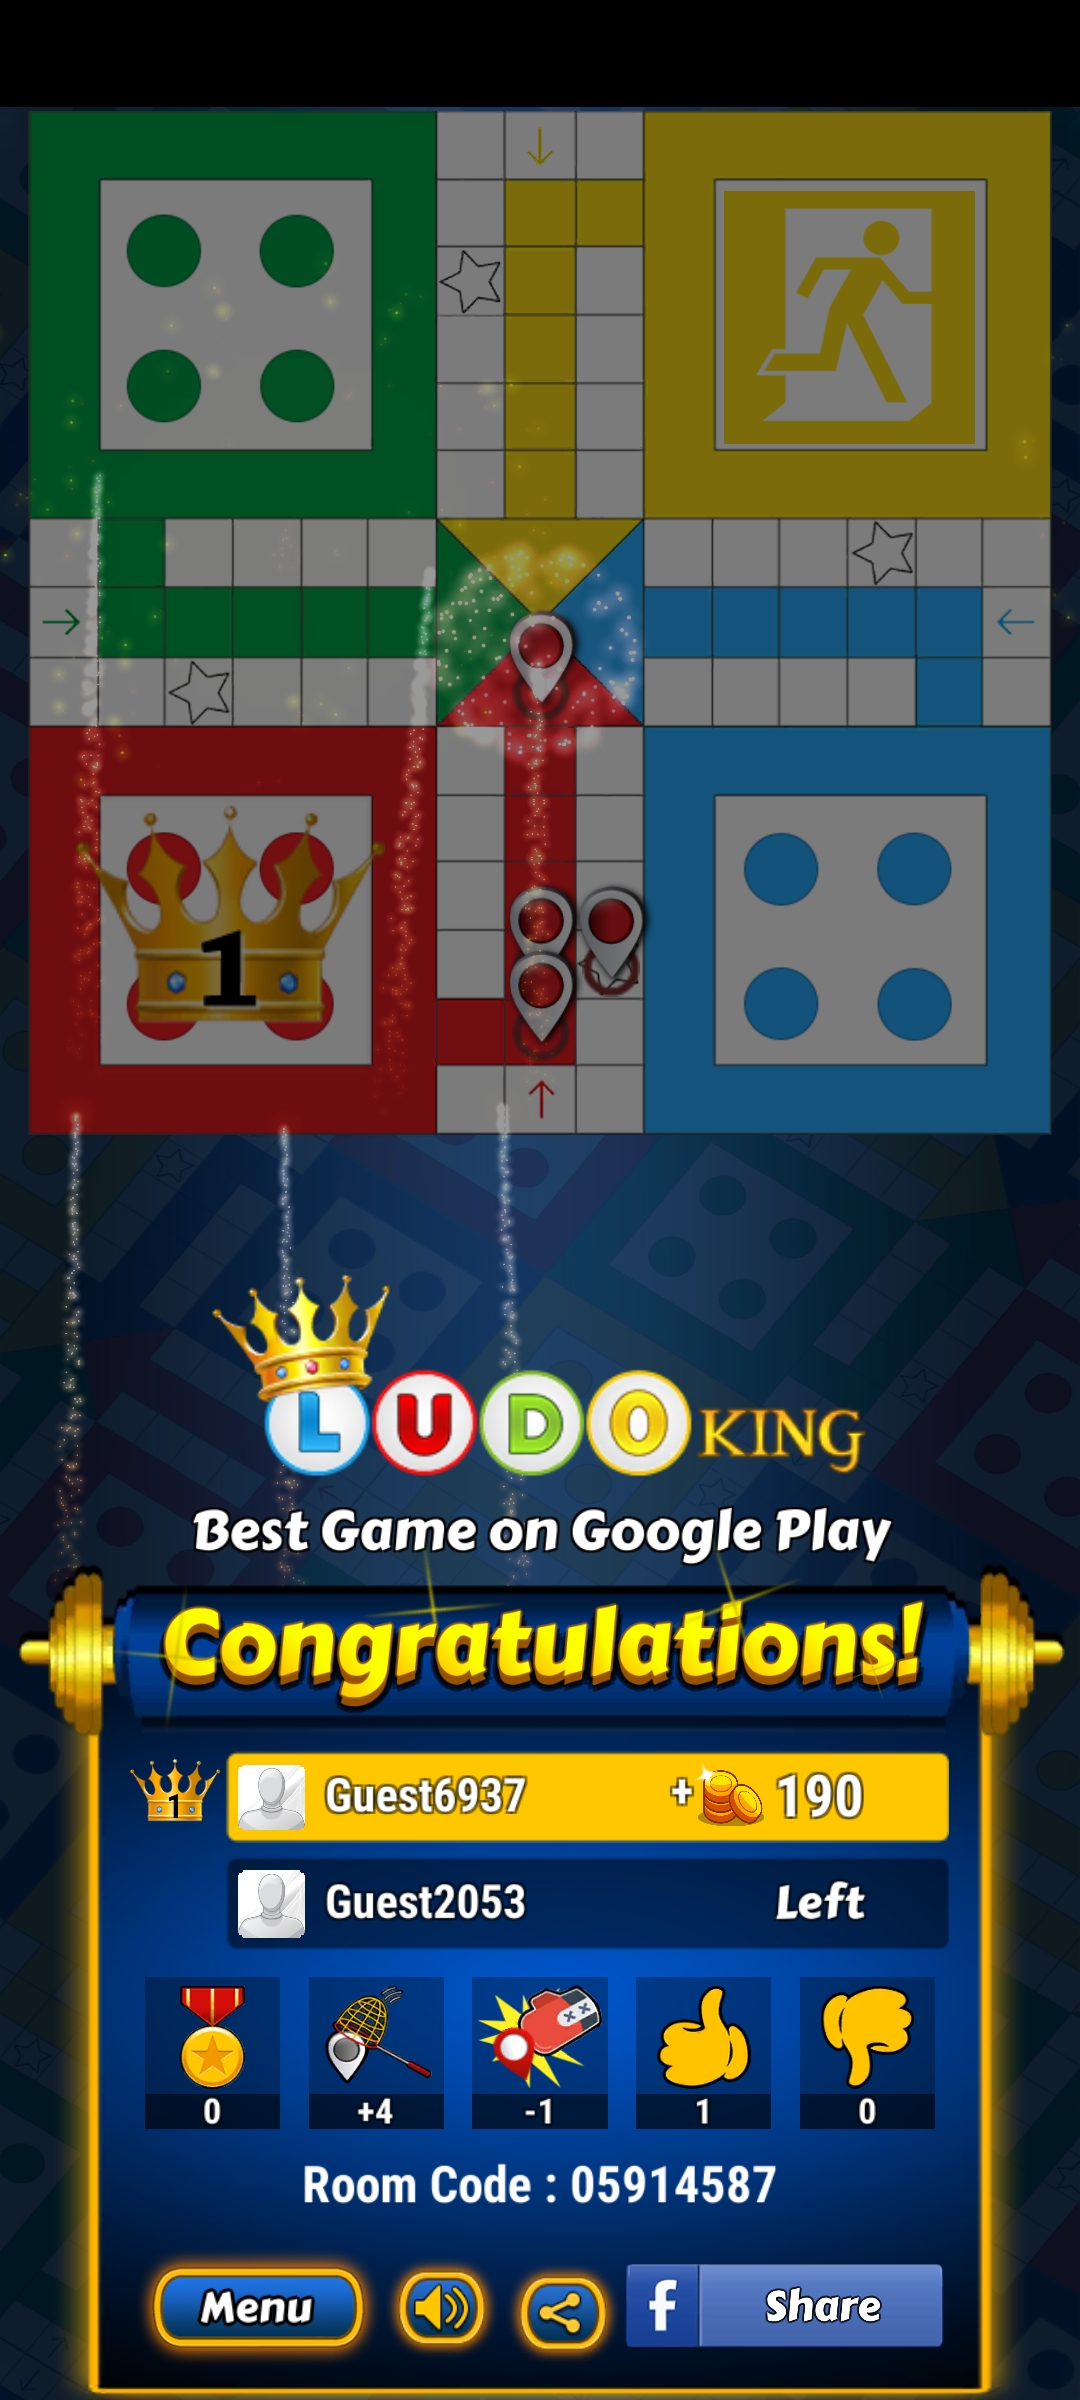 1
LUDO KING
Best Game on Google Play
Congratulations!
1 Guest6937 + 190
Guest2053 Left
0 +4 -1 1 0
Room Code : 05914587
Menu f Share